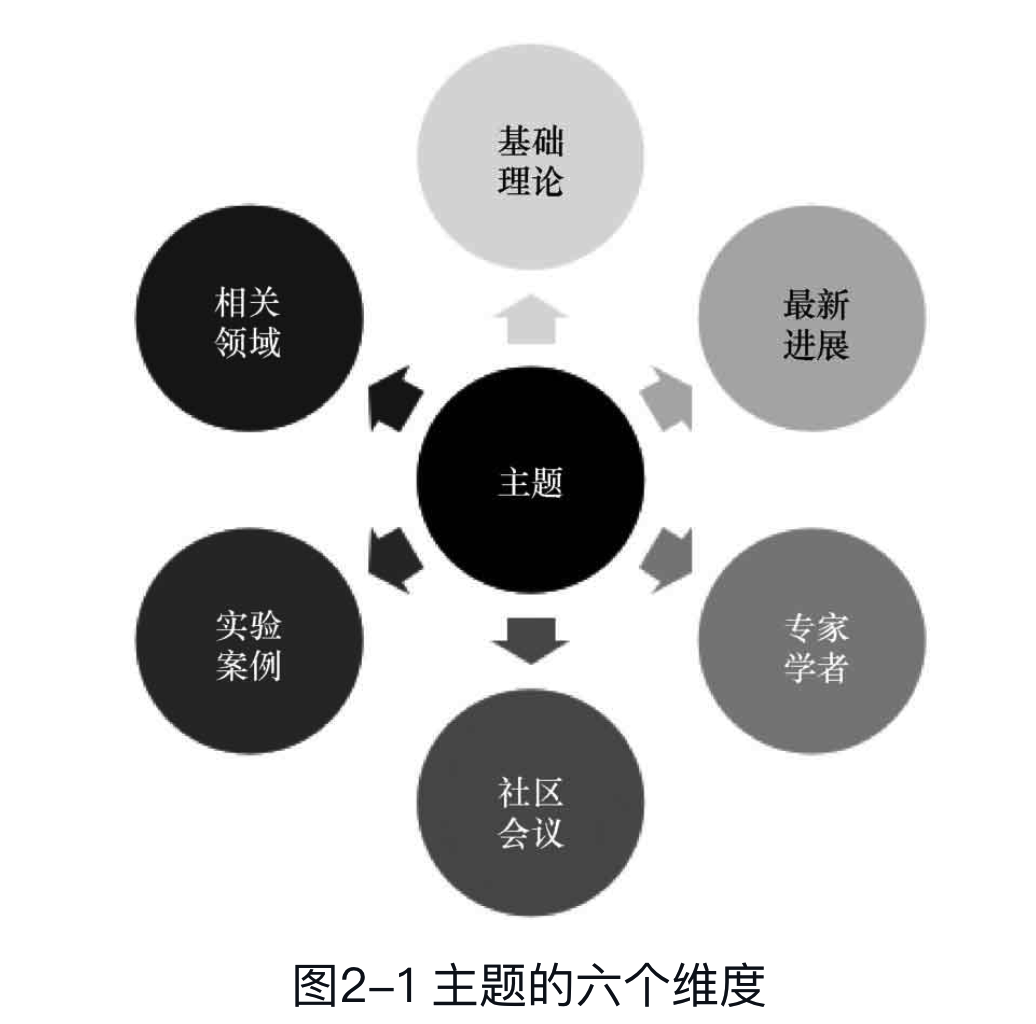 基础
理论
最新
进展
专家
学者
社区
会议
实验
案例
相关
领域
主题
图2-1 主题的六个维度